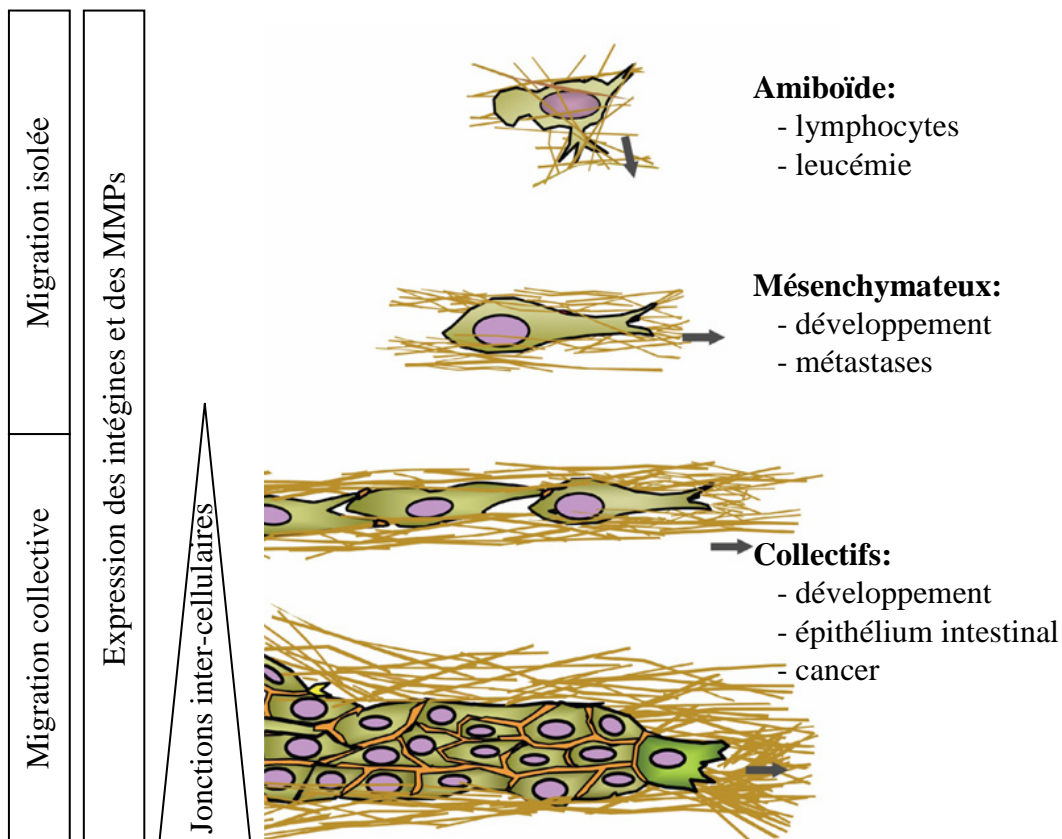 Migration isolée
Migration collective
Expression des intégines et des MMPs
Jonctions inter-cellulaires
Amiboïde:
- lymphocytes
- leucémie
Mésenchymateux:
- développement
- métastases
Collectifs:
- développement
- épithélium intestinal
- cancer